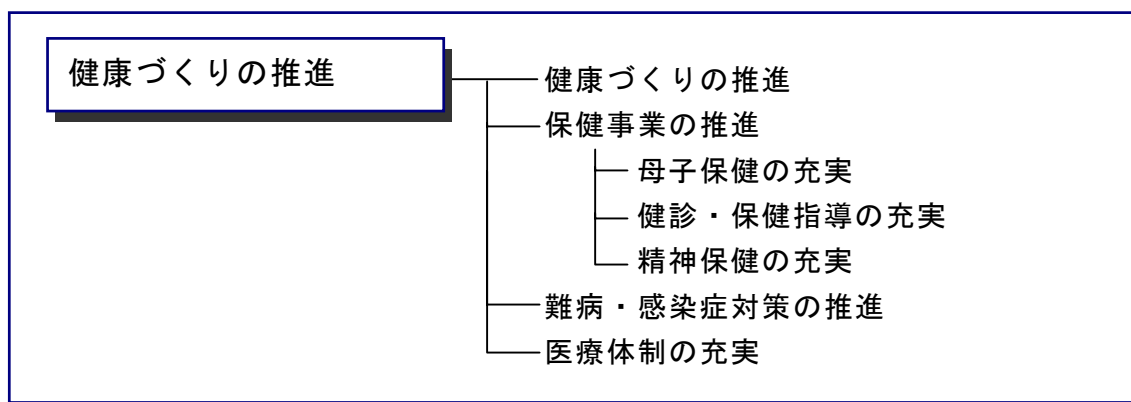 健康づくりの推進
健康づくりの推進
保健事業の推進
母子保健の充実
健診・保健指導の充実
精神保健の充実
難病・感染症対策の推進
医療体制の充実